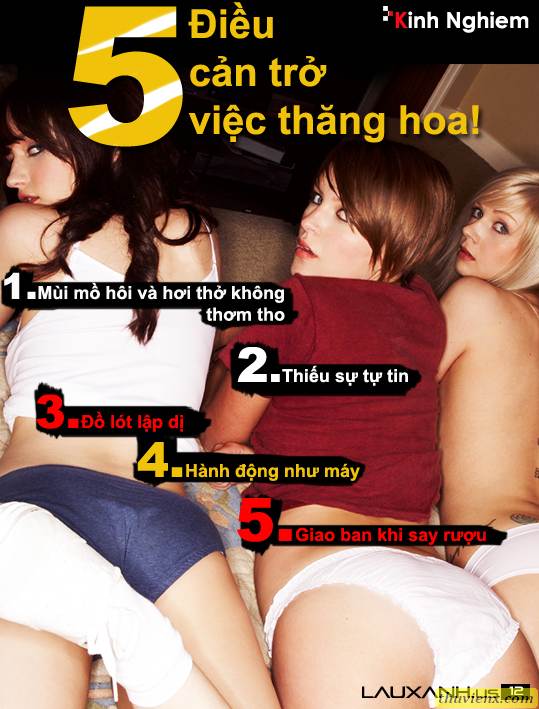 Kinh Nghiem
5 Điều
cản trở
việc thăng hoa!
1. Mùi mồ hôi và hơi thở không
thơm tho
2. Thiếu sự tự tin
3. Đồ lót lập dị
4. Hành động như máy
5. Giao ban khi say rượu
LAUXANH.us 12
thuvienx.com